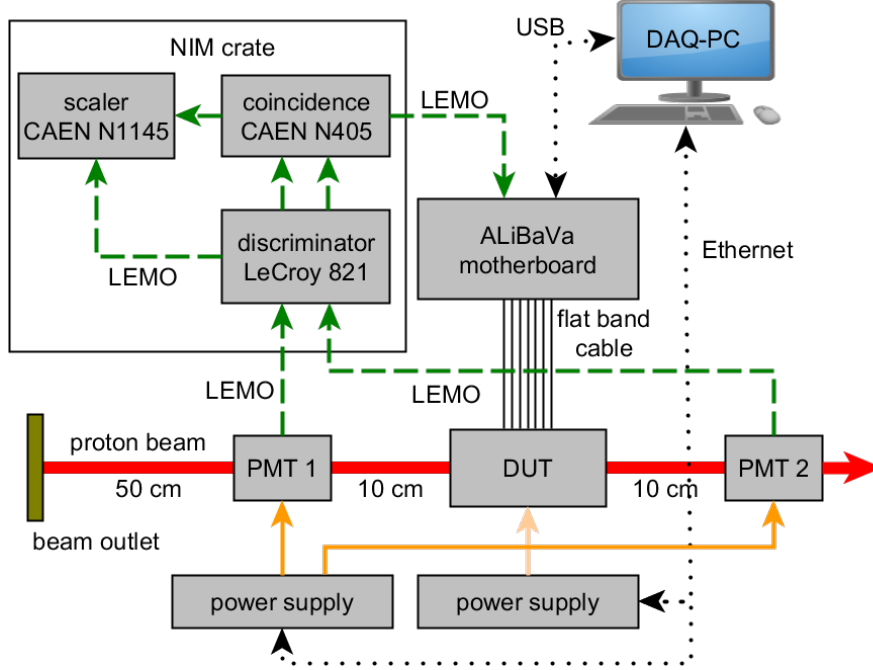 NIM crate
USB
DAQ-PC
scaler
CAEN N1145
coincidence
CAEN N405
LEMO
discriminator
LeCroy 821
LEMO
ALiBaVa
motherboard
Ethernet
flat band
cable
LEMO
LEMO
proton beam
50 cm
PMT 1
10 cm
DUT
10 cm
PMT 2
beam outlet
power supply
power supply